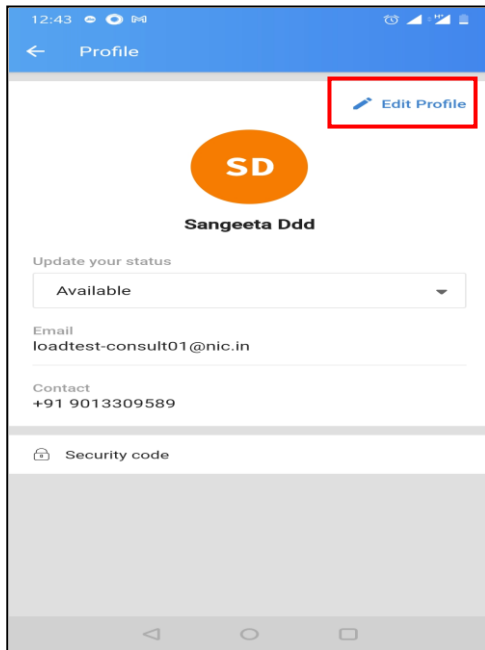 12:43
Profile
Edit Profile
SD
Sangeeta Ddd
Update your status
Available
Email
loadtest-consult01@nic.in
Contact
+91 9013309589
Security code